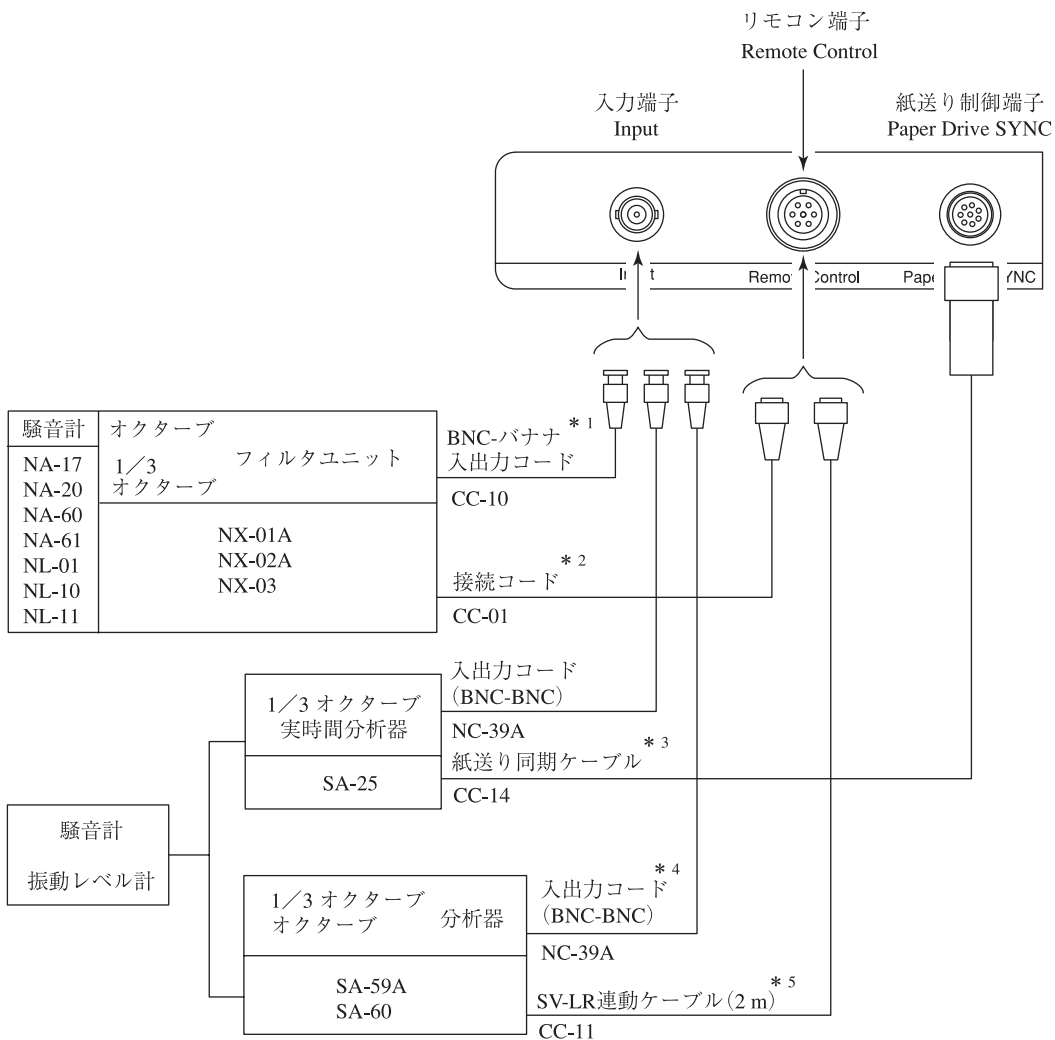 リモコン端子
Remote Control
入力端子
Input
紙送り制御端子
Paper Drive SYNC
In t
Remot Control
Pape YNC
騒音計
NA-17
NA-20
NA-60
NA-61
NL-01
NL-10
NL-11
オクターブ
1/3 フィルタユニット
オクターブ
NX-01A
NX-02A
NX-03
BNC-バナナ *1
入出力コード
CC-10
接続コード *2
CC-01
1/3 オクターブ
実時間分析器
SA-25
入出力コード
(BNC-BNC)
NC-39A
紙送り同期ケーブル *3
CC-14
騒音計
振動レベル計
1/3 オクターブ
オクターブ 分析器
SA-59A
SA-60
入出力コード *4
(BNC-BNC)
NC-39A
SV-LR連動ケーブル(2 m) *5
CC-11